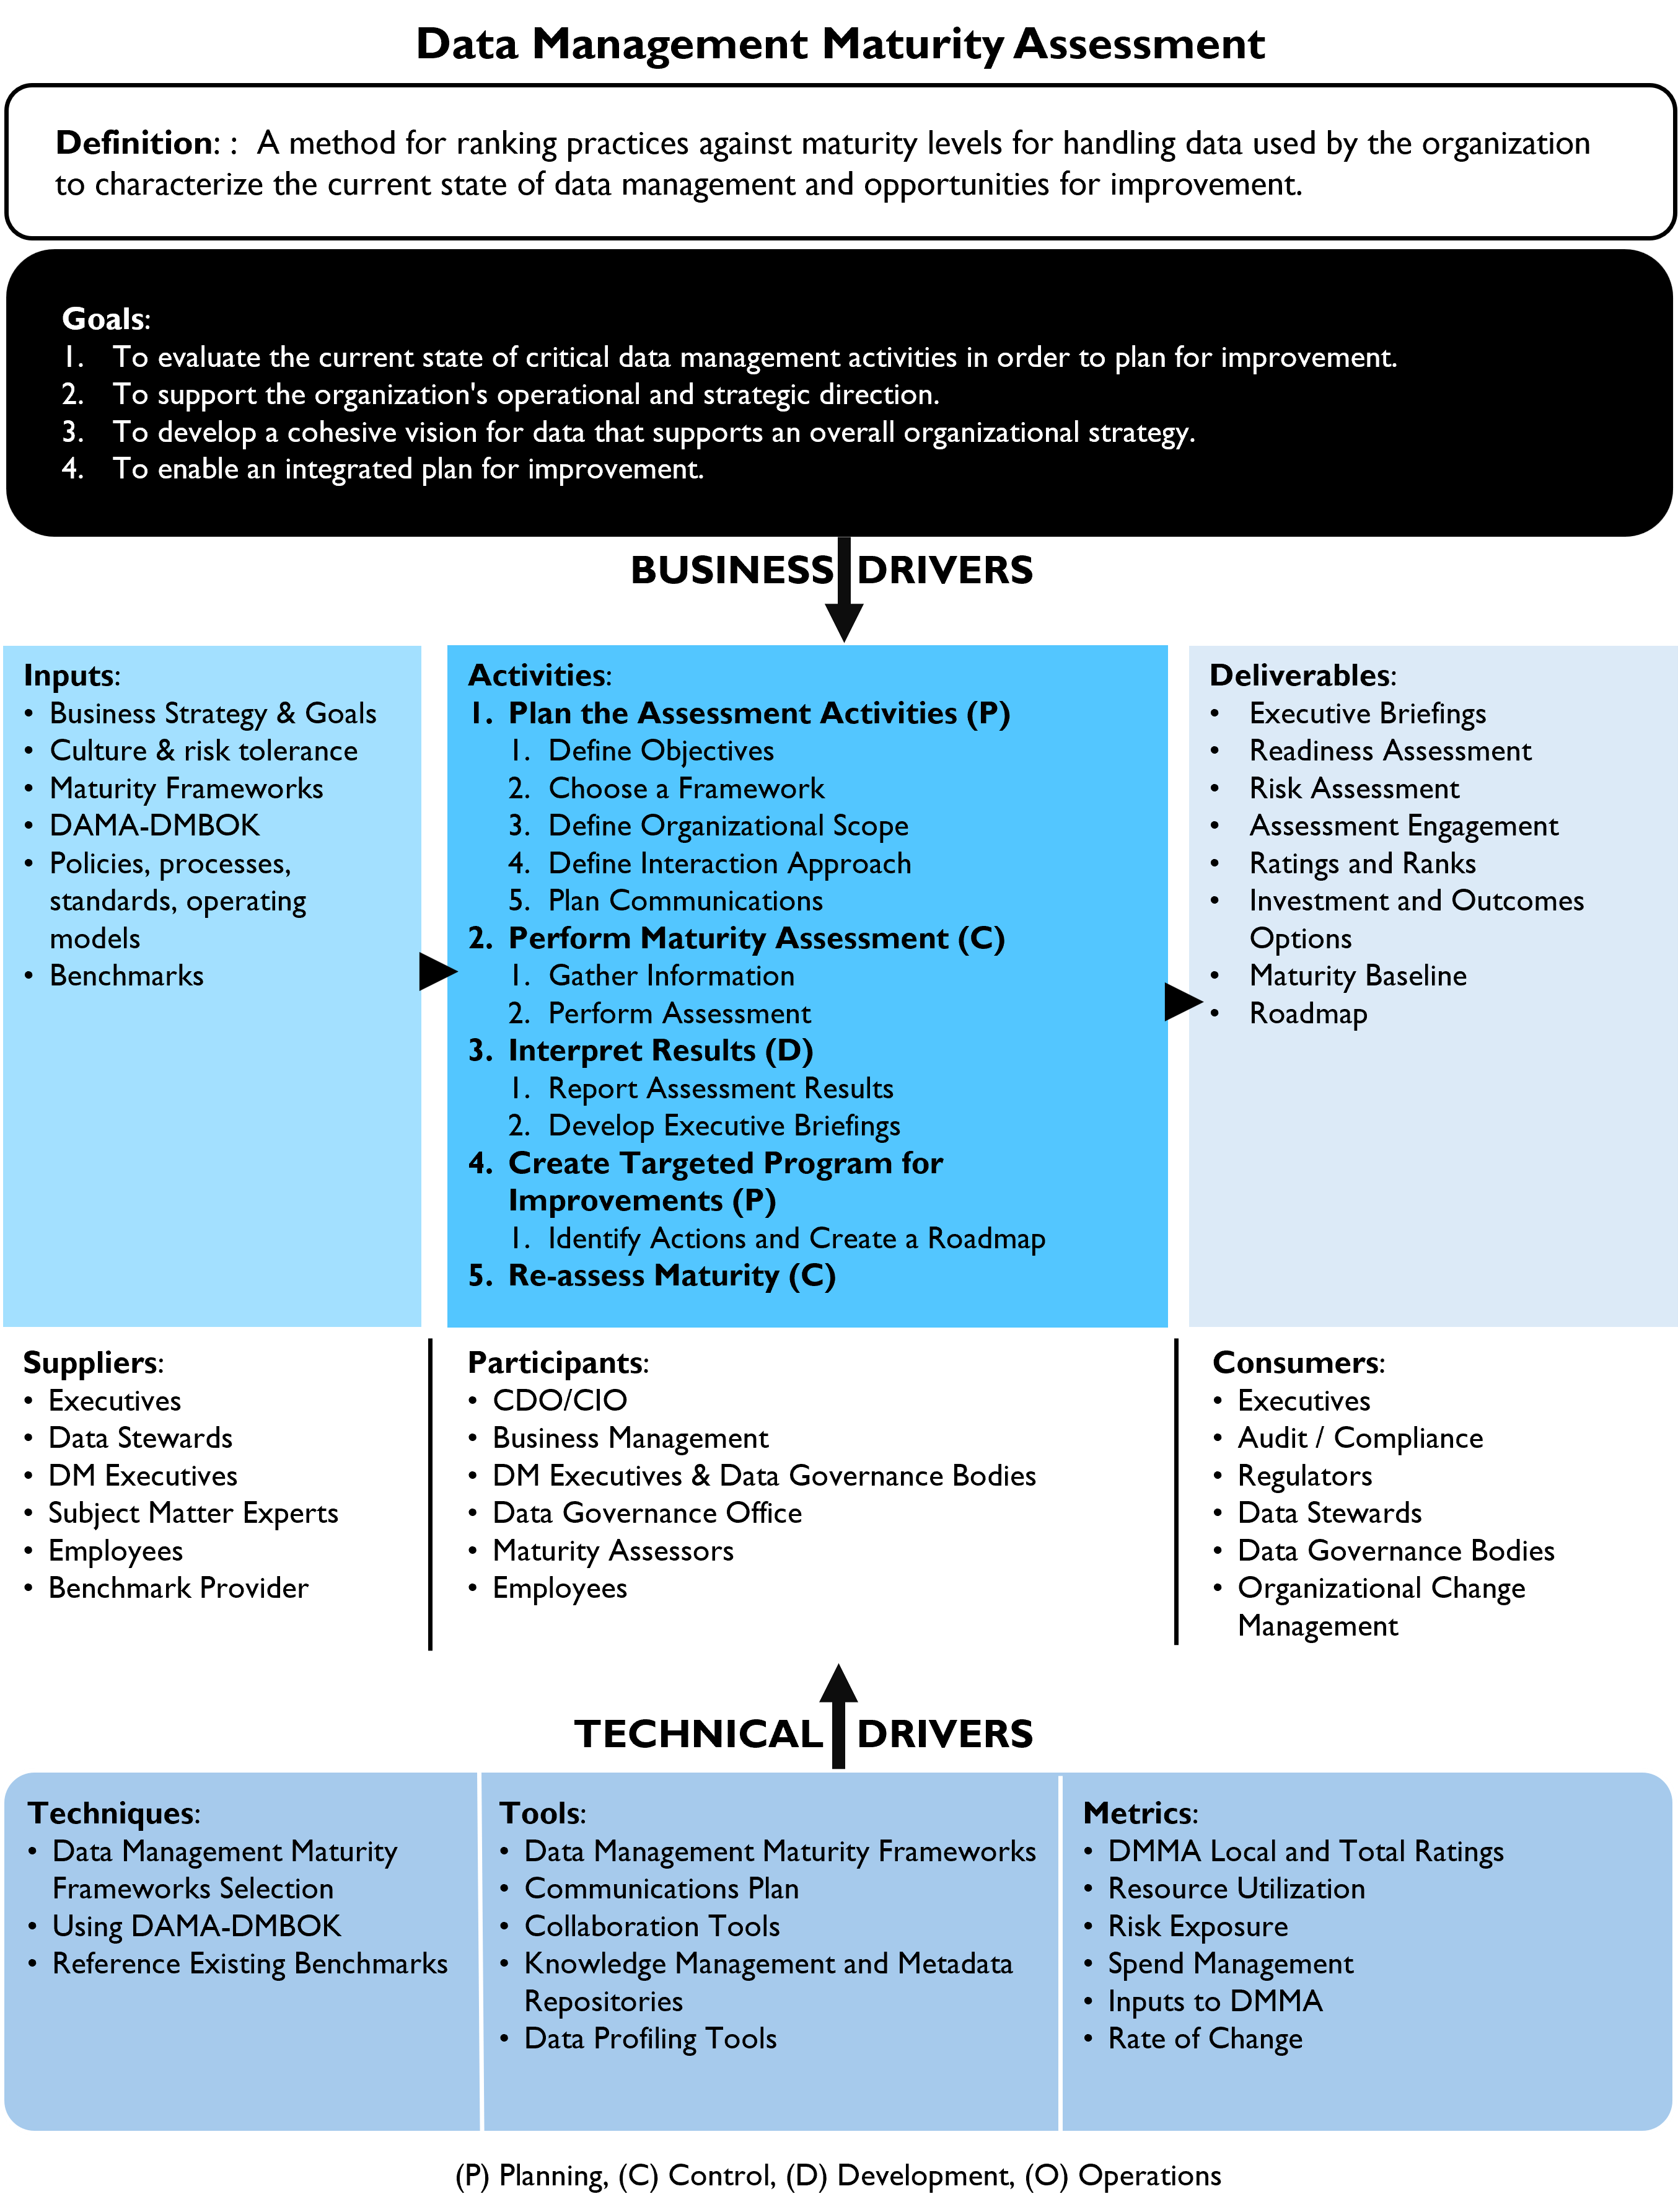 Data Management Maturity Assessment
Definition: :  A method for ranking practices against maturity levels for handling data used by the organization
to characterize the current state of data management and opportunities for improvement.
Goals:
1. To evaluate the current state of critical data management activities in order to plan for improvement.
2. To support the organization's operational and strategic direction.
3. To develop a cohesive vision for data that supports an overall organizational strategy.
4. To enable an integrated plan for improvement.
BUSINESS DRIVERS
Inputs:
• Business Strategy & Goals
• Culture & risk tolerance
• Maturity Frameworks
• DAMA-DMBOK
• Policies, processes,
standards, operating
models
• Benchmarks
Activities:
1. Plan the Assessment Activities (P)
1. Define Objectives
2. Choose a Framework
3. Define Organizational Scope
4. Define Interaction Approach
5. Plan Communications
2. Perform Maturity Assessment (C)
1. Gather Information
2. Perform Assessment
3. Interpret Results (D)
1. Report Assessment Results
2. Develop Executive Briefings
4. Create Targeted Program for
Improvements (P)
1. Identify Actions and Create a Roadmap
5. Re-assess Maturity (C)
Deliverables:
• Executive Briefings
• Readiness Assessment
• Risk Assessment
• Assessment Engagement
• Ratings and Ranks
• Investment and Outcomes
Options
• Maturity Baseline
• Roadmap
Suppliers:
• Executives
• Data Stewards
• DM Executives
• Subject Matter Experts
• Employees
• Benchmark Provider
Participants:
• CDO/CIO
• Business Management
• DM Executives & Data Governance Bodies
• Data Governance Office
• Maturity Assessors
• Employees
Consumers:
• Executives
• Audit / Compliance
• Regulators
• Data Stewards
• Data Governance Bodies
• Organizational Change
Management
TECHNICAL DRIVERS
Techniques:
• Data Management Maturity
Frameworks Selection
• Using DAMA-DMBOK
• Reference Existing Benchmarks
Tools:
• Data Management Maturity Frameworks
• Communications Plan
• Collaboration Tools
• Knowledge Management and Metadata
Repositories
• Data Profiling Tools
Metrics:
• DMMA Local and Total Ratings
• Resource Utilization
• Risk Exposure
• Spend Management
• Inputs to DMMA
• Rate of Change
(P) Planning, (C) Control, (D) Development, (O) Operations